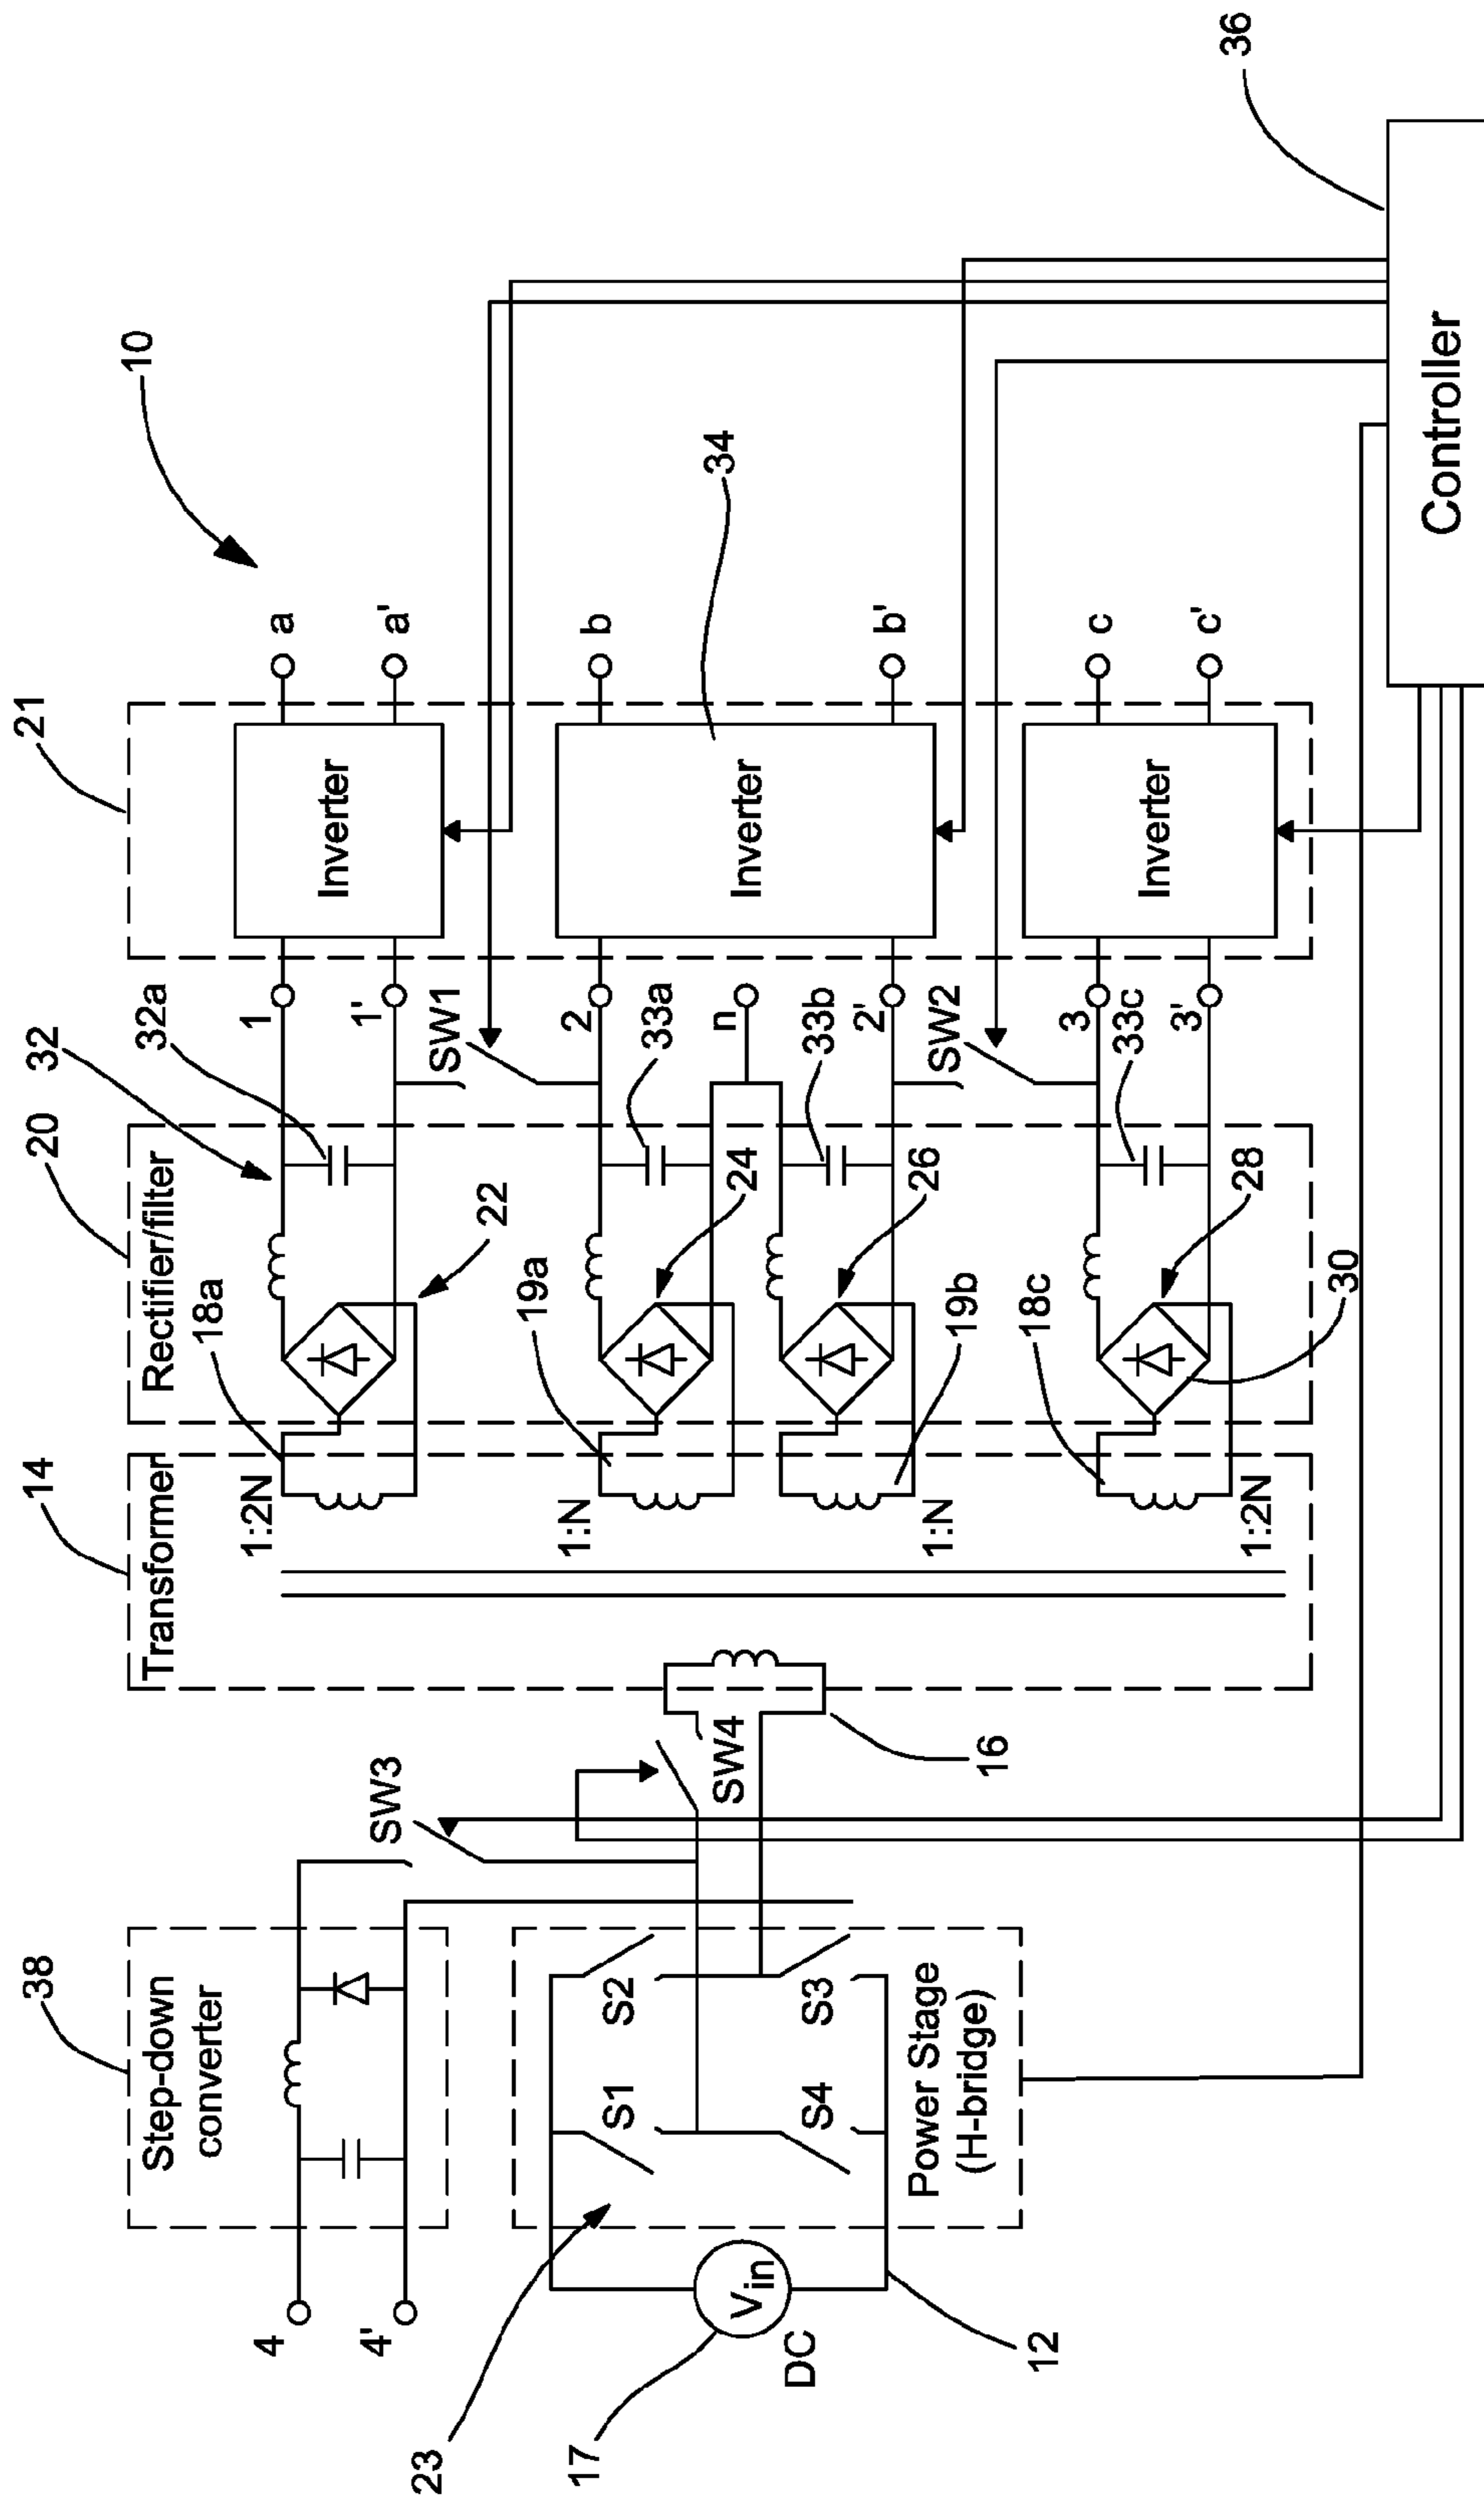 38
Step-down
converter
4
4'
SW3
14
Transformer
1:2N
18a
20
Rectifier/filter
32
32a
22
1
1'
SW1
21
Inverter
a
a'
10
23
17
Vin
DC
12
S1
S2
S4
S3
Power Stage
(H-bridge)
SW4
16
1:N
19a
24
33a
2
n
33b
2'
SW2
1:N
19b
26
Inverter
34
b
b'
18c
1:2N
28
30
33c
3
3'
Inverter
c
c'
36
Controller